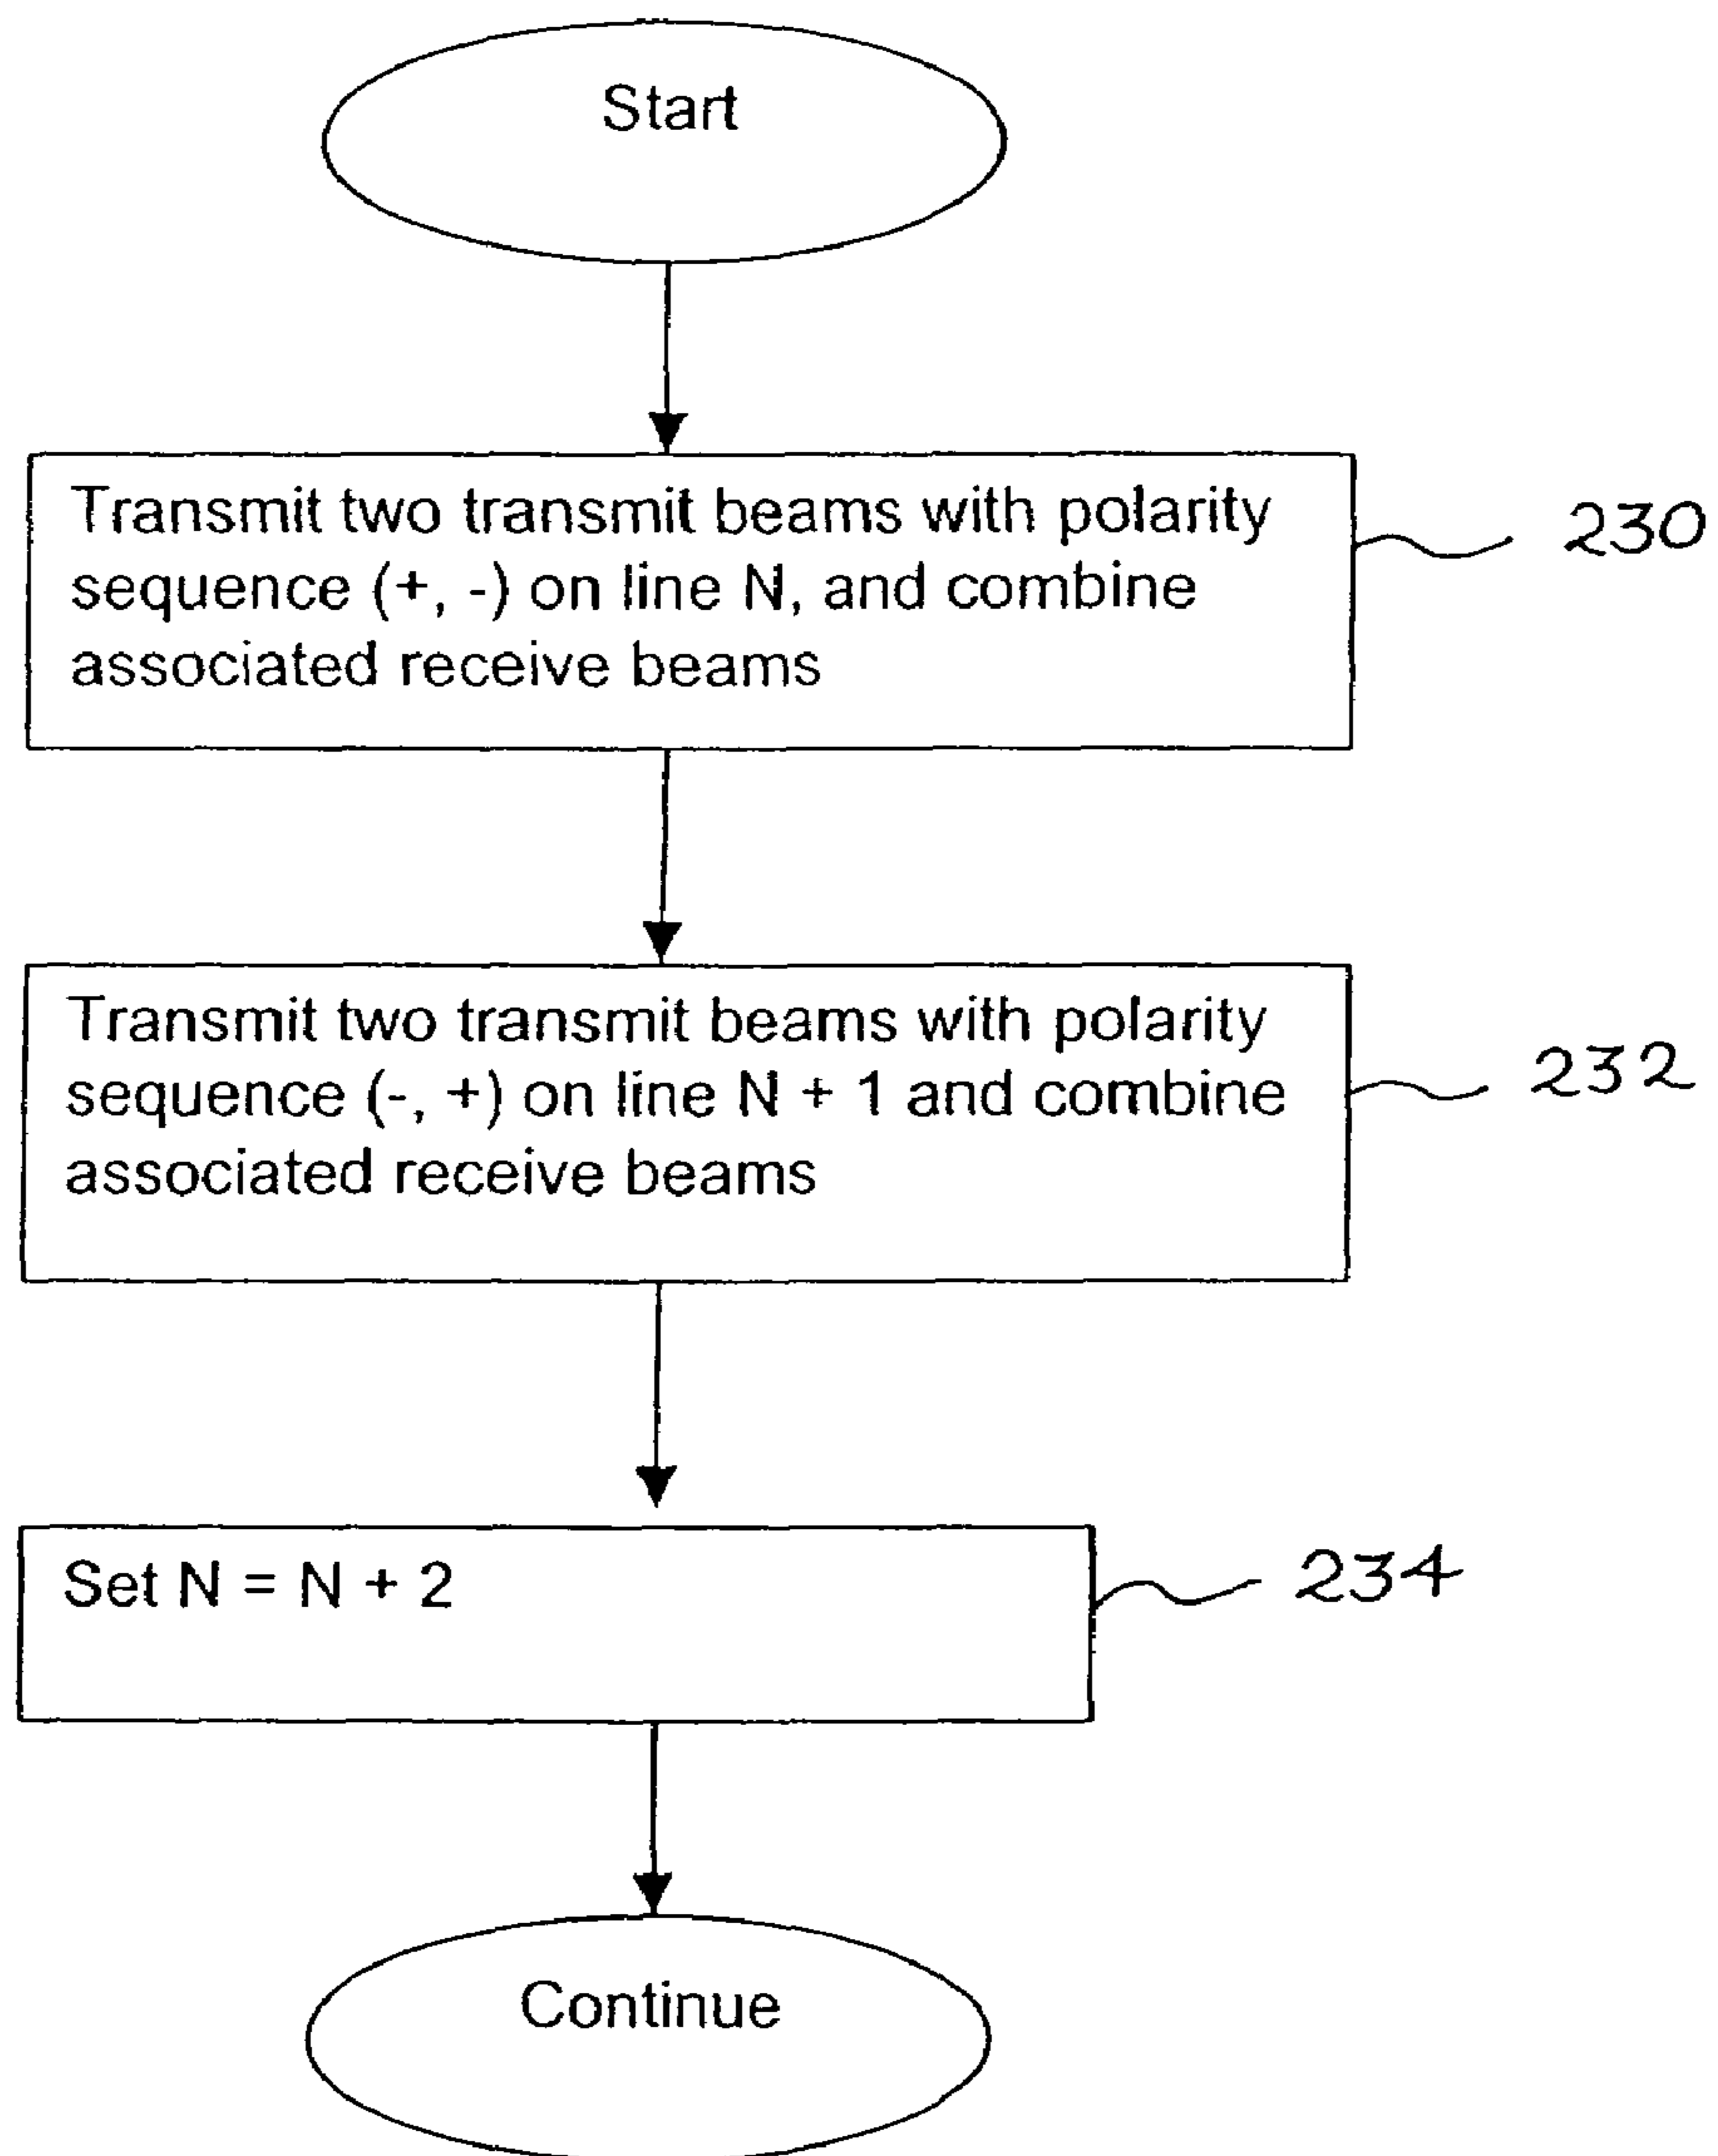 Start
Transmit two transmit beams with polarity
sequence (+, -) on line N, and combine
associated receive beams
230
Transmit two transmit beams with polarity
sequence (-, +) on line N + 1 and combine
associated receive beams
232
Set N = N + 2
234
Continue